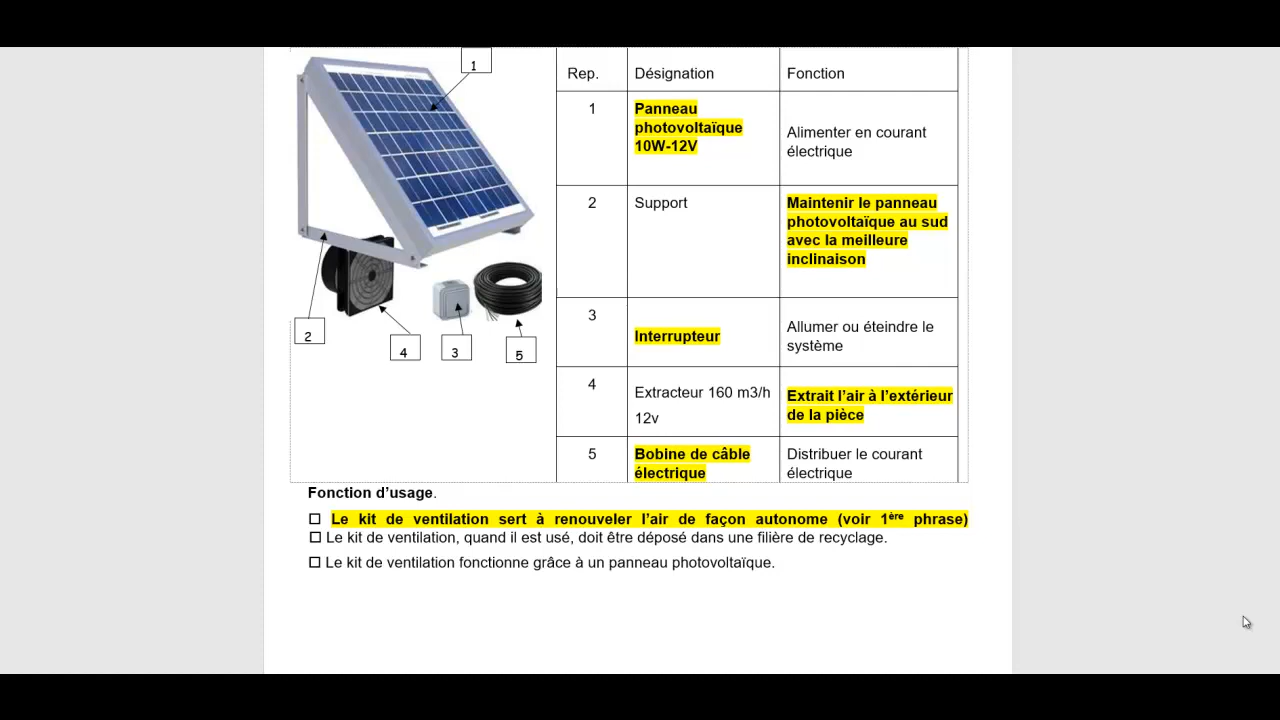 1
2
4
3
5
Rep. Désignation Fonction
1 Panneau photovoltaïque 10W-12V Alimenter en courant électrique
2 Support Maintenir le panneau photovoltaïque au sud avec la meilleure inclinaison
3 Interrupteur Allumer ou éteindre le système
4 Extracteur 160 m3/h 12v Extrait l’air à l’extérieur de la pièce
5 Bobine de câble électrique Distribuer le courant électrique
Fonction d’usage.
☐ Le kit de ventilation sert à renouveler l’air de façon autonome (voir 1ère phrase)
☐ Le kit de ventilation, quand il est usé, doit être déposé dans une filière de recyclage.
☐ Le kit de ventilation fonctionne grâce à un panneau photovoltaïque.